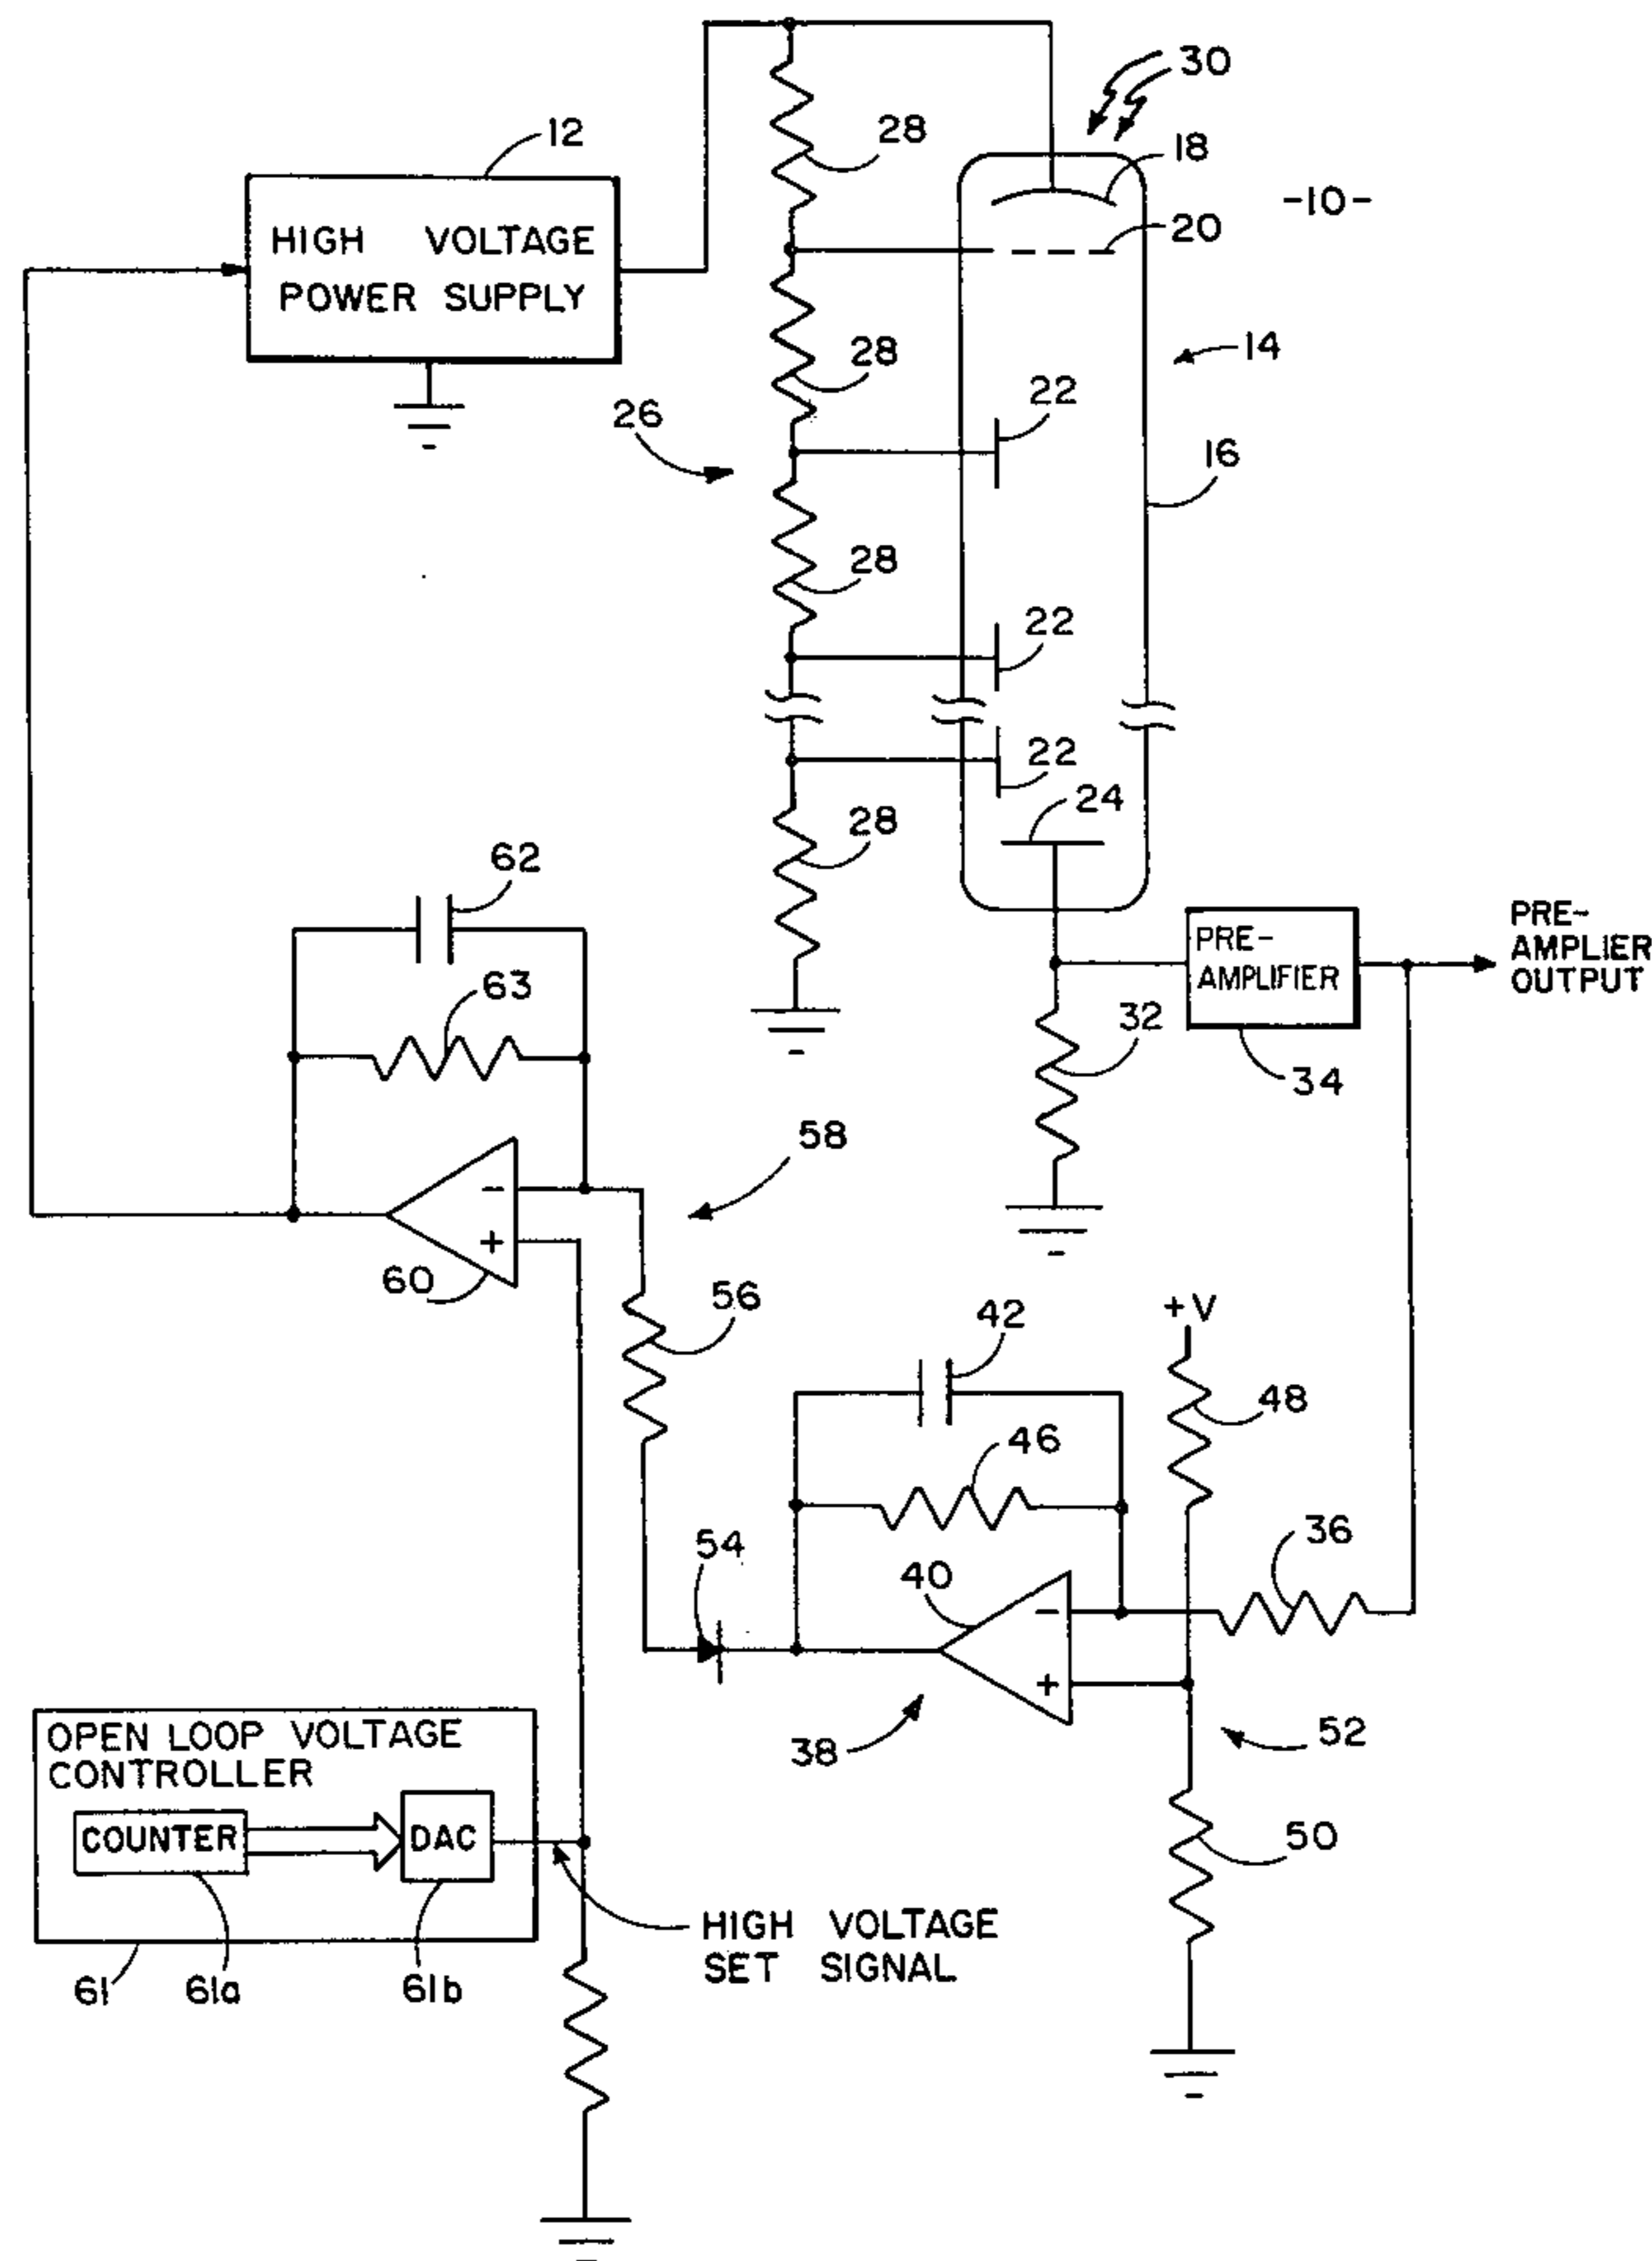 30
12
28
18
-10-
HIGH VOLTAGE
POWER SUPPLY
20
14
28
22
26
16
28
22
22
24
28
62
PRE-
AMPLIER
OUTPUT
PRE-
AMPLIFIER
63
32
34
58
-
+
60
56
42
+V
48
46
36
54
40
-
+
38
52
OPEN LOOP VOLTAGE
CONTROLLER
COUNTER
DAC
50
HIGH VOLTAGE
SET SIGNAL
61
61a
61b